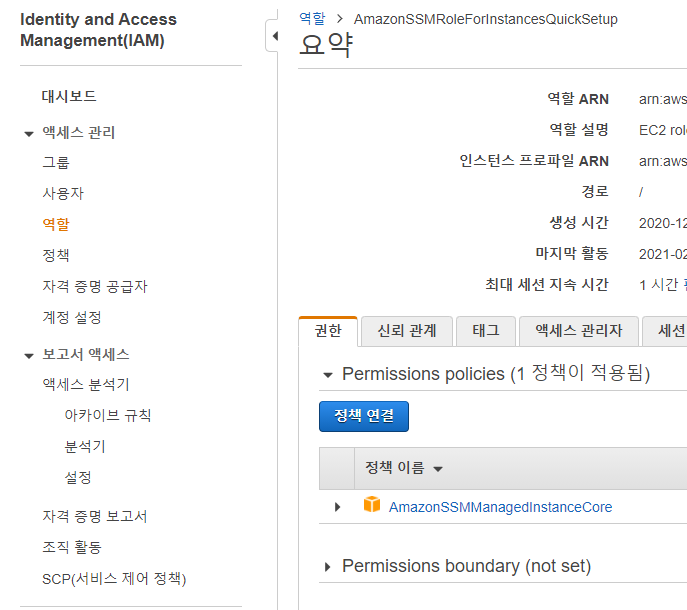 Identity and Access
Management(IAM)
대시보드
액세스 관리
그룹
사용자
역할
정책
자격 증명 공급자
계정 설정
보고서 액세스
액세스 분석기
아카이브 규칙
분석기
설정
자격 증명 보고서
조직 활동
SCP(서비스 제어 정책)
역할 > AmazonSSMRoleForInstancesQuickSetup
요약
역할 ARN arn:aws
역할 설명 EC2
인스턴스 프로파일 ARN arn:aws
경로 /
생성 시간 2020-12
마지막 활동 2021-02
최대 세션 지속 시간 1 시간
권한 신뢰 관계 태그 액세스 관리자 세션
Permissions policies (1 정책이 적용됨)
정책 연결
정책 이름
AmazonSSMManagedInstanceCore
Permissions boundary (not set)